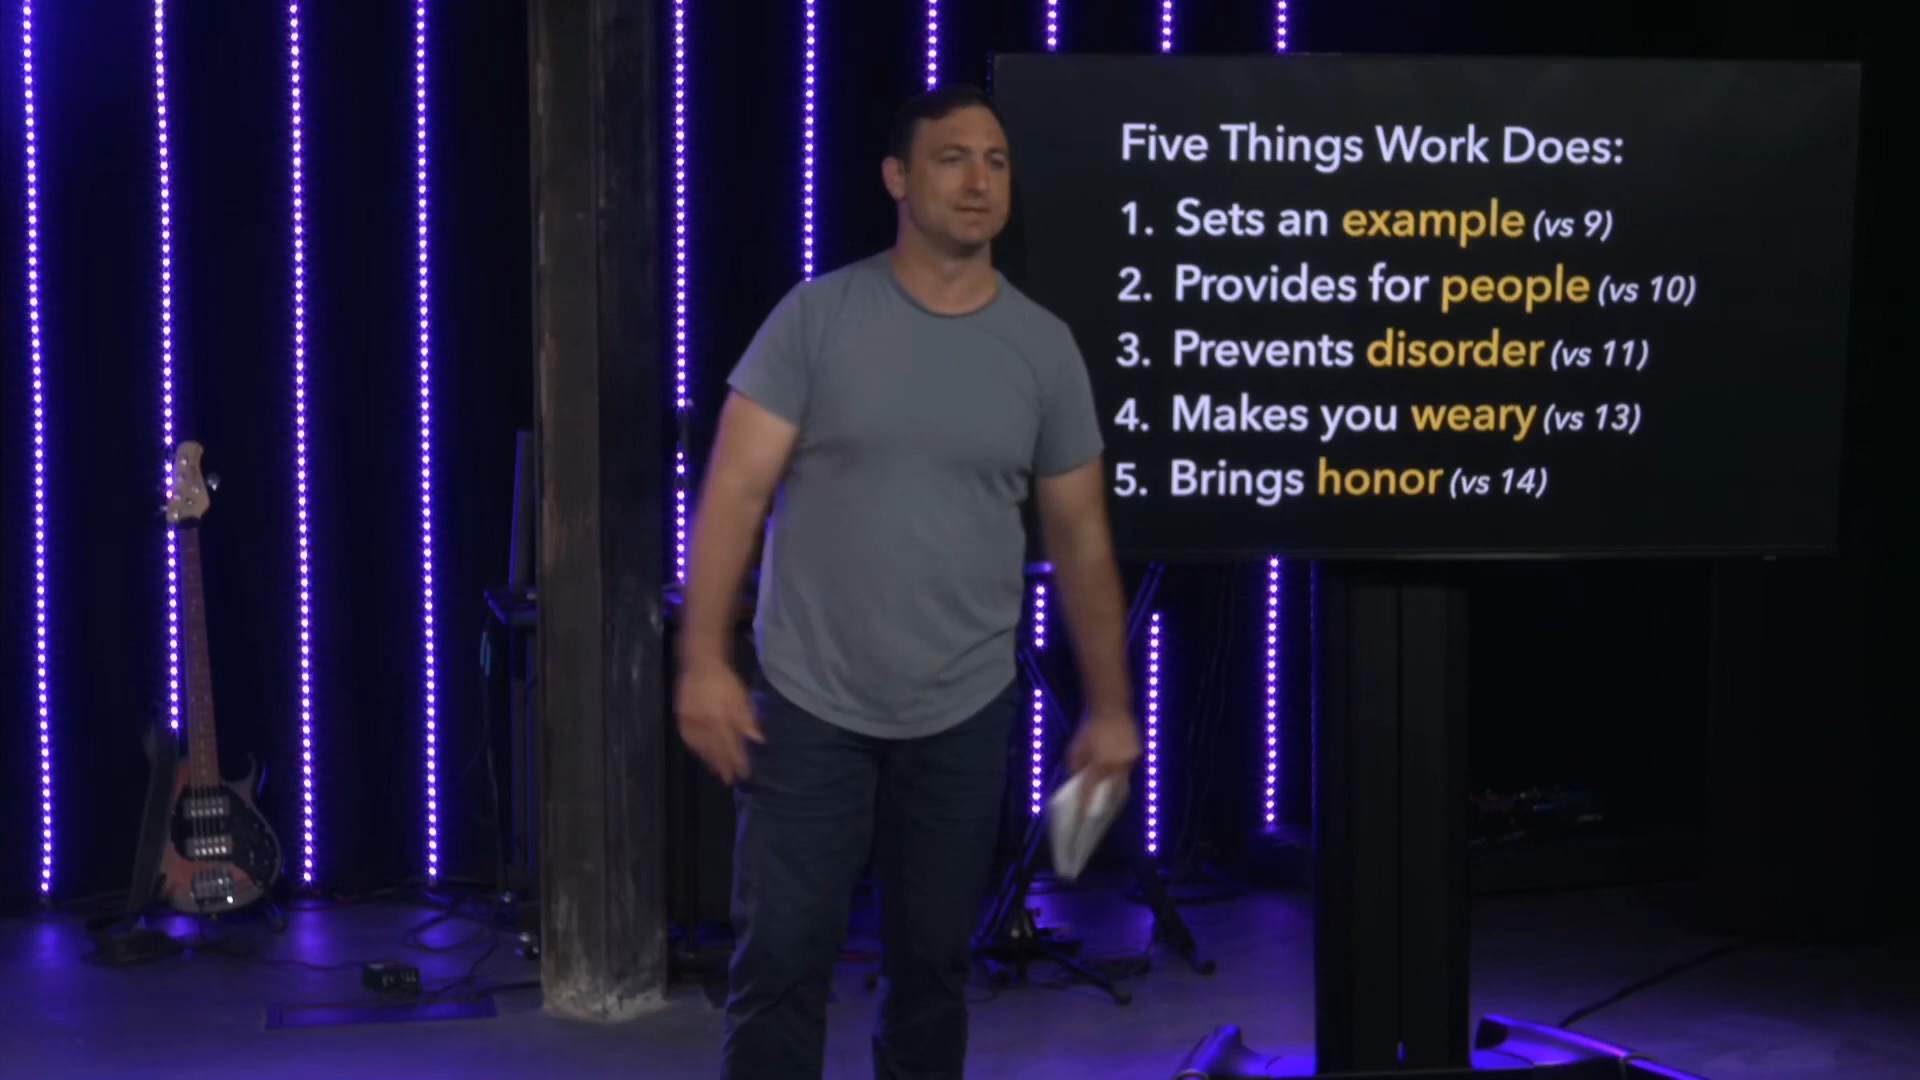 Five Things Work Does:
1. Sets an example (vs 9)
2. Provides for people (vs 10)
3. Prevents disorder (vs 11)
4. Makes you weary (vs 13)
5. Brings honor (vs 14)